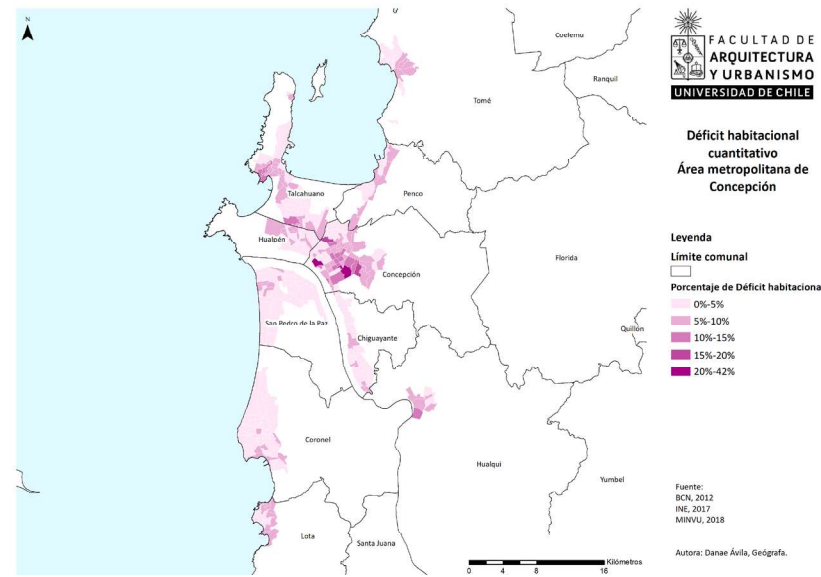 N
FACULTAD DE
ARQUITECTURA
Y URBANISMO
UNIVERSIDAD DE CHILE
Déficit habitacional
cuantitativo
Área metropolitana de
Concepción
Leyenda
Límite comunal
Porcentaje de Déficit habitaciona
0%-5%
5%-10%
10%-15%
15%-20%
20%-42%
Coelemu
Ranquil
Tomé
Talcahuano
Penco
Hualpén
Concepción
Florida
San Pedro de la Paz
Chiguayante
Quillón
Coronel
Hualqui
Yumbel
Lota
Santa Juana
Fuente:
BCN, 2012
INE, 2017
MINVU, 2018
Autora: Danae Ávila, Geógrafa.
Kilómetros
0 4 8 16